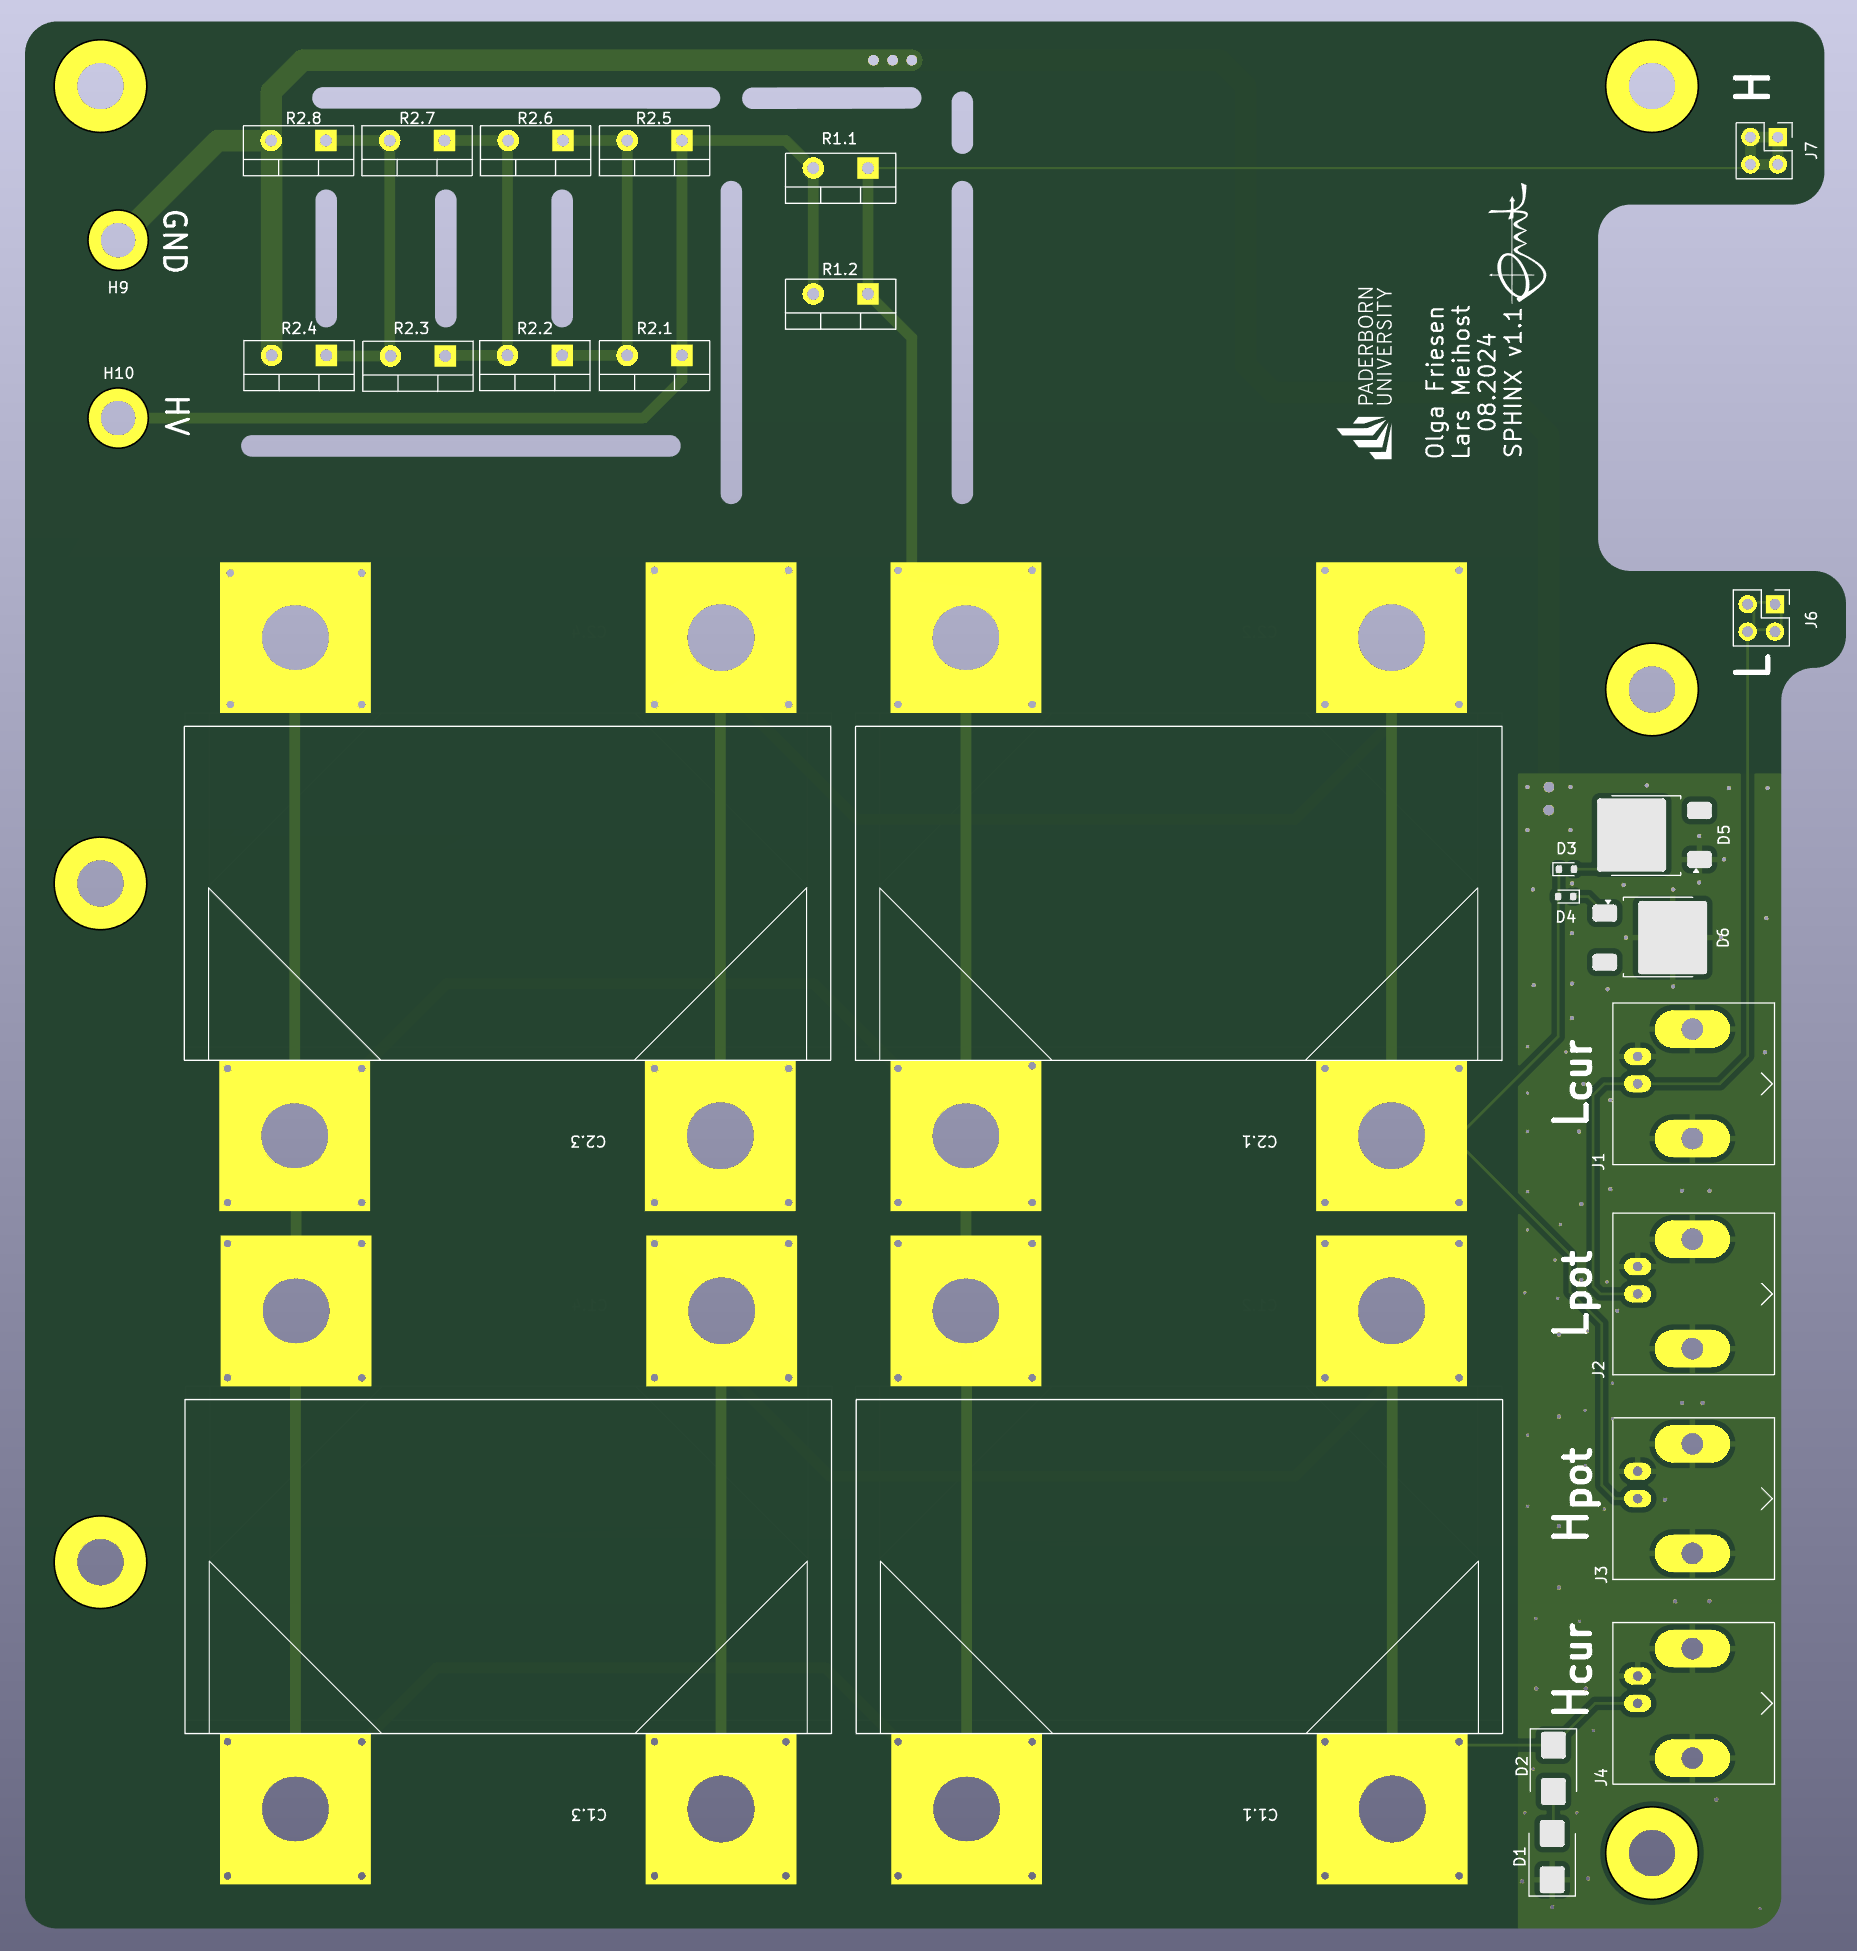 R2.8
R2.7
R2.6
R2.5
R1.1
H
J7
GND
H9
R1.2
R2.4
R2.3
R2.2
R2.1
H10
HV
PADERBORN
UNIVERSITY
Olga Friesen
Lars Meihost
08.2024
SPHINX v1.1
J6
L
D5
D3
D4
D6
Lcur
J1
C2.3
C2.1
Lpot
J2
Hpot
J3
Hcur
J4
D2
C1.3
C1.1
D1